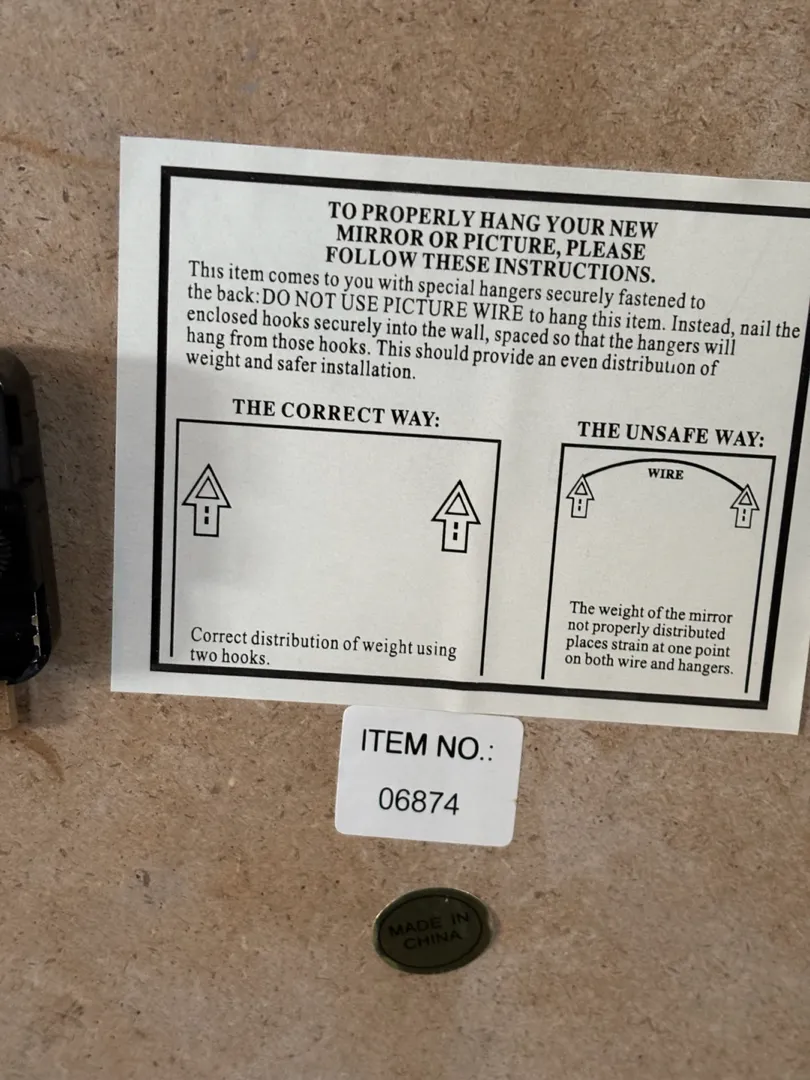 TO PROPERLY HANG YOUR NEW
MIRROR OR PICTURE, PLEASE
FOLLOW THESE INSTRUCTIONS.
This item comes to you with special hangers securely fastened to
the back:DO NOT USE PICTURE WIRE to hang this item. Instead, nail the
enclosed hooks securely into the wall, spaced so that the hangers will
hang from those hooks. This should provide an even distribution of
weight and safer installation.
THE CORRECT WAY:
Correct distribution of weight using
two hooks.
THE UNSAFE WAY:
WIRE
The weight of the mirror
not properly distributed
places strain at one point
on both wire and hangers.
ITEM NO.:
06874
MADE IN
CHINA